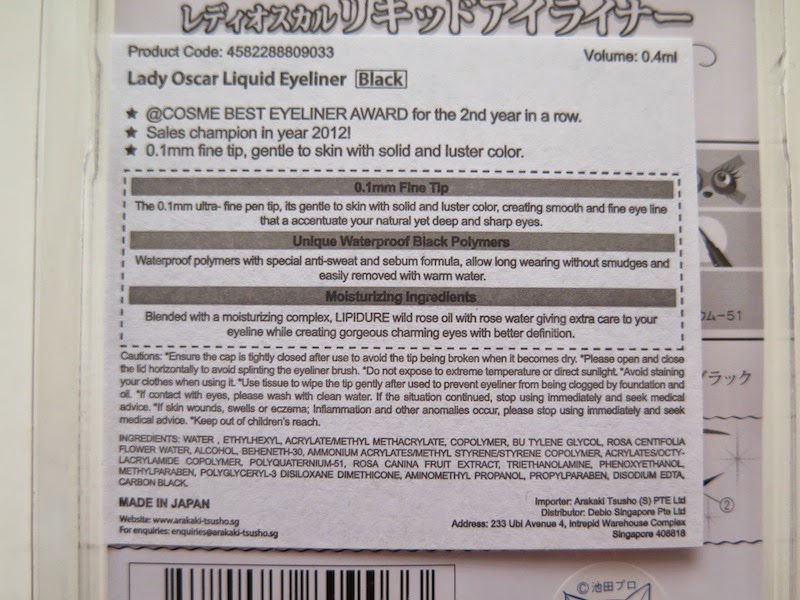 レディオスカルリキッドアイライナー
Product Code: 4582288809033
Volume: 0.4ml
Lady Oscar Liquid Eyeliner Black
★ @COSME BEST EYELINER AWARD for the 2nd year in a row.
★ Sales champion in year 2012!
★ 0.1mm fine tip, gentle to skin with solid and luster color.
0.1mm Fine Tip
The 0.1mm ultra- fine pen tip, its gentle to skin with solid and luster color, creating smooth and fine eye line
that a accentuate your natural yet deep and sharp eyes.
Unique Waterproof Black Polymers
Waterproof polymers with special anti-sweat and sebum formula, allow long wearing without smudges and
easily removed with warm water.
Moisturizing Ingredients
Blended with a moisturizing complex, LIPIDURE wild rose oil with rose water giving extra care to your
eyeline while creating gorgeous charming eyes with better definition.
Cautions: *Ensure the cap is tightly closed after use to avoid the tip being broken when it becomes dry. *Please open and close
the lid horizontally to avoid splinting the eyeliner brush. *Do not expose to extreme temperature or direct sunlight. *Avoid staining
your clothes when using it. *Use tissue to wipe the tip gently after used to prevent eyeliner from being clogged by foundation and
oil. *If contact with eyes, please wash with clean water. If the situation continued, stop using immediately and seek medical
advice. *If skin wounds, swells or eczema; Inflammation and other anomalies occur, please stop using immediately and seek
medical advice. *Keep out of children's reach.
INGREDIENTS: WATER , ETHYLHEXYL, ACRYLATE/METHYL METHACRYLATE, COPOLYMER, BU TYLENE GLYCOL, ROSA CENTIFOLIA
FLOWER WATER, ALCOHOL, BEHENETH-30, AMMONIUM ACRYLATES/METHYL STYRENE/STYRENE COPOLYMER, ACRYLATES/OCTY-
LACRYLAMIDE COPOLYMER, POLYQUATERNIUM-51, ROSA CANINA FRUIT EXTRACT, TRIETHANOLAMINE, PHENOXYETHANOL,
METHYLPARABEN, POLYGLYCERYL-3 DISILOXANE DIMETHICONE, AMINOMETHYL PROPANOL, PROPYLPARABEN, DISODIUM EDTA,
CARBON BLACK.
MADE IN JAPAN
Website: www.arakaki-tsusho.sg
For enquiries: enquiries@arakaki-tsusho.sg
Importer: Arakaki Tsusho (S) PTE Ltd
Distributor: Debio Singapore Pte Ltd
Address: 233 Ubi Avenue 4, Intrepid Warehouse Complex
Singapore 408818
ム-51
ブラック
②
©池田プロ